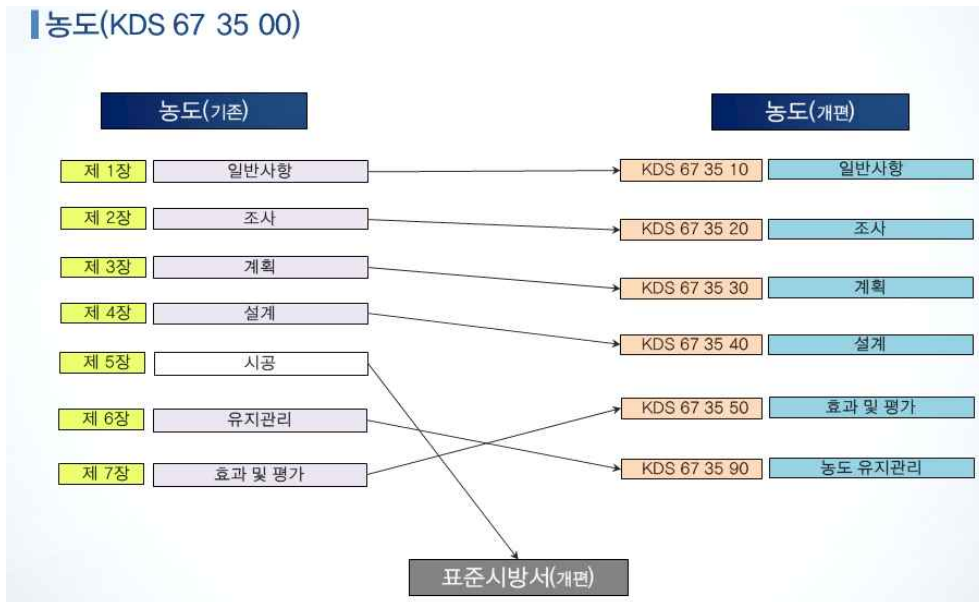 농도(KDS 67 35 00)
농도(기존) 농도(개편)
제 1장 일반사항 KDS 67 35 10 일반사항
제 2장 조사 KDS 67 35 20 조사
제 3장 계획 KDS 67 35 30 계획
제 4장 설계 KDS 67 35 40 설계
제 5장 시공
제 6장 유지관리 KDS 67 35 50 효과 및 평가
제 7장 효과 및 평가 KDS 67 35 90 농도 유지관리
표준시방서(개편)